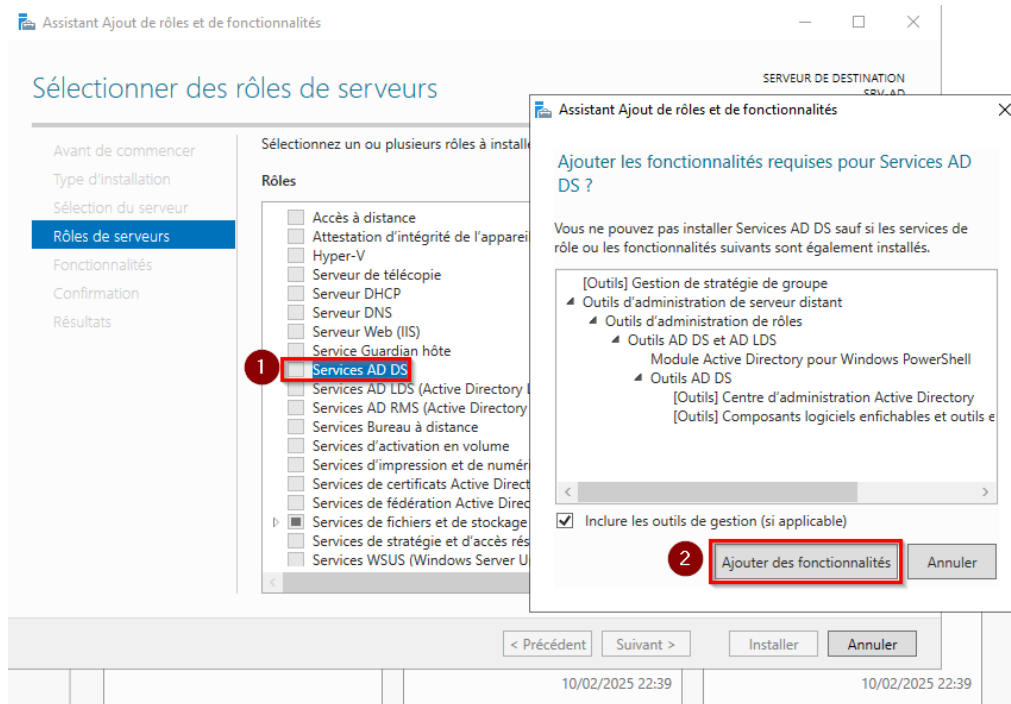 Assistant Ajout de rôles et de fonctionnalités
Sélectionner des rôles de serveurs
SERVEUR DE DESTINATION
SRV-AD
Avant de commencer
Type d'installation
Sélection du serveur
Rôles de serveurs
Fonctionnalités
Confirmation
Résultats
Sélectionnez un ou plusieurs rôles à installe
Rôles
Accès à distance
Attestation d'intégrité de l'appareil
Hyper-V
Serveur de télécopie
Serveur DHCP
Serveur DNS
Serveur Web (IIS)
Service Guardian hôte
1
Services AD DS
Services AD LDS (Active Directory
Services AD RMS (Active Directory
Services Bureau à distance
Services d'activation en volume
Services d'impression et de numéri
Services de certificats Active Direct
Services de fédération Active Direc
Services de fichiers et de stockage
Services de stratégie et d'accès rés
Services WSUS (Windows Server U
< Précédent
Suivant >
Installer
Annuler
Assistant Ajout de rôles et de fonctionnalités
Ajouter les fonctionnalités requises pour Services AD
DS ?
Vous ne pouvez pas installer Services AD DS sauf si les services de
rôle ou les fonctionnalités suivants sont également installés.
[Outils] Gestion de stratégie de groupe
Outils d'administration de serveur distant
Outils d'administration de rôles
Outils AD DS et AD LDS
Module Active Directory pour Windows PowerShell
Outils AD DS
[Outils] Centre d'administration Active Directory
[Outils] Composants logiciels enfichables et outils e
Inclure les outils de gestion (si applicable)
2
Ajouter des fonctionnalités
Annuler
10/02/2025 22:39
10/02/2025 22:39